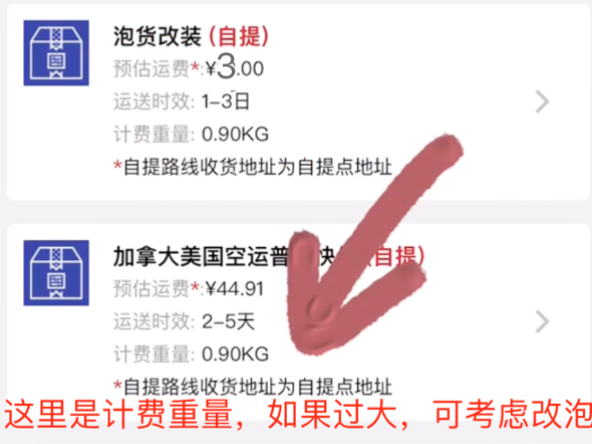 泡货改装 (自提)
预估运费*:¥3.00
运送时效: 1-3日
计费重量: 0.90KG
*自提路线收货地址为自提点地址
加拿大美国空运普快(自提)
预估运费*:¥44.91
运送时效: 2-5天
计费重量: 0.90KG
*自提路线收货地址为自提点地址
这里是计费重量，如果过大，可考虑改泡